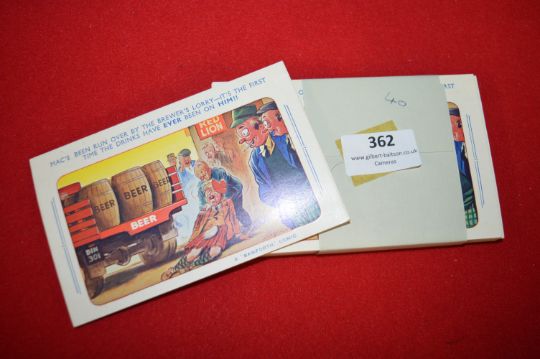 MAC'S BEEN RUN OVER BY THE BREWER'S LORRY—IT'S THE FIRST
TIME THE DRINKS HAVE EVER BEEN ON HIM!!
RED
LION
BEER
BEER
BEER
BEER
BIH
301
A "BAMFORTH" COMIC
40
362
www.gilbert-baitson.co.uk
Cameras